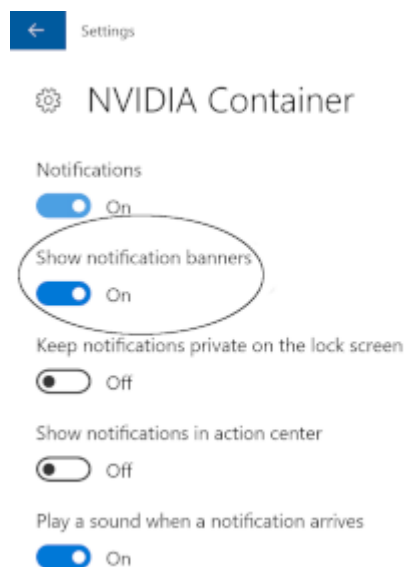 Settings
NVIDIA Container
Notifications
On
Show notification banners
On
Keep notifications private on the lock screen
Off
Show notifications in action center
Off
Play a sound when a notification arrives
On